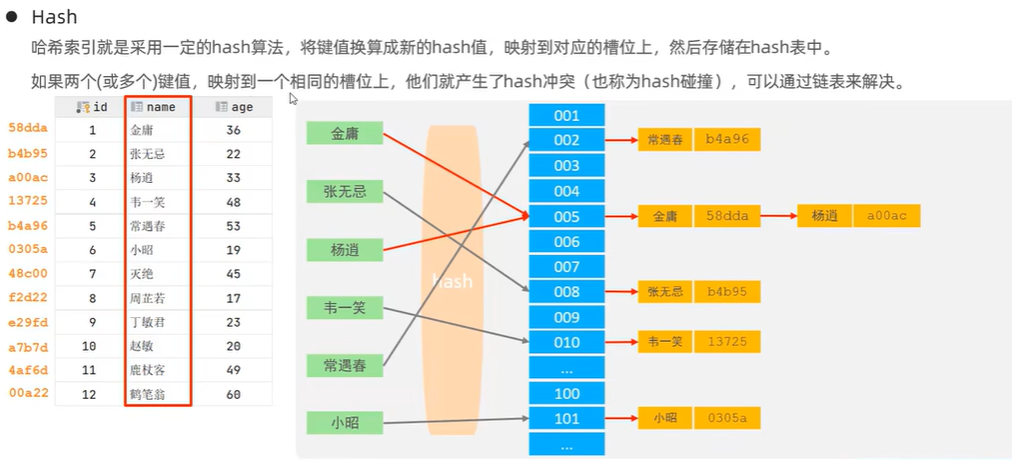 ● Hash
哈希索引就是采用一定的hash算法，将键值换算成新的hash值，映射到对应的槽位上，然后存储在hash表中。
如果两个(或多个)键值，映射到一个相同的槽位上，他们就产生了hash冲突（也称为hash碰撞），可以通过链表来解决。
id name age
58dda 1 金庸 36
b4b95 2 张无忌 22
a00ac 3 杨逍 33
13725 4 韦一笑 48
b4a96 5 常遇春 53
0305a 6 小昭 19
48c00 7 灭绝 45
f2d22 8 周芷若 17
e29fd 9 丁敏君 23
a7b7d 10 赵敏 20
4af6d 11 鹿杖客 49
00a22 12 鹤笔翁 60
金庸
张无忌
杨逍
韦一笑
常遇春
小昭
hash
001
002 常遇春 b4a96
003
004
005 金庸 58dda 杨逍 a00ac
006
007
008 张无忌 b4b95
009
010 韦一笑 13725
...
100
101 小昭 0305a
...